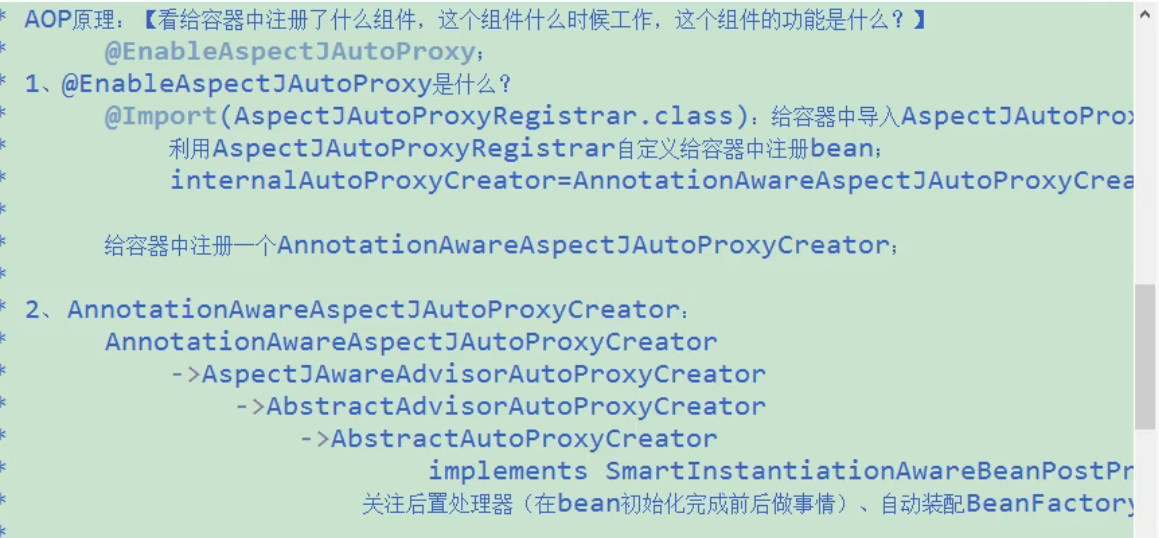 * AOP原理：【看给容器中注册了什么组件，这个组件什么时候工作，这个组件的功能是什么？】
* @EnableAspectJAutoProxy；
* 1、@EnableAspectJAutoProxy是什么？
* @Import(AspectJAutoProxyRegistrar.class)：给容器中导入AspectJAutoPro
* 利用AspectJAutoProxyRegistrar自定义给容器中注册bean；
* internalAutoProxyCreator=AnnotationAwareAspectJAutoProxyCrea
*
* 给容器中注册一个AnnotationAwareAspectJAutoProxyCreator；
*
* 2、AnnotationAwareAspectJAutoProxyCreator：
* AnnotationAwareAspectJAutoProxyCreator
* ->AspectJAwareAdvisorAutoProxyCreator
* ->AbstractAdvisorAutoProxyCreator
* ->AbstractAutoProxyCreator
* implements SmartInstantiationAwareBeanPostPr
* 关注后置处理器（在bean初始化完成前后做事情）、自动装配BeanFactory
*